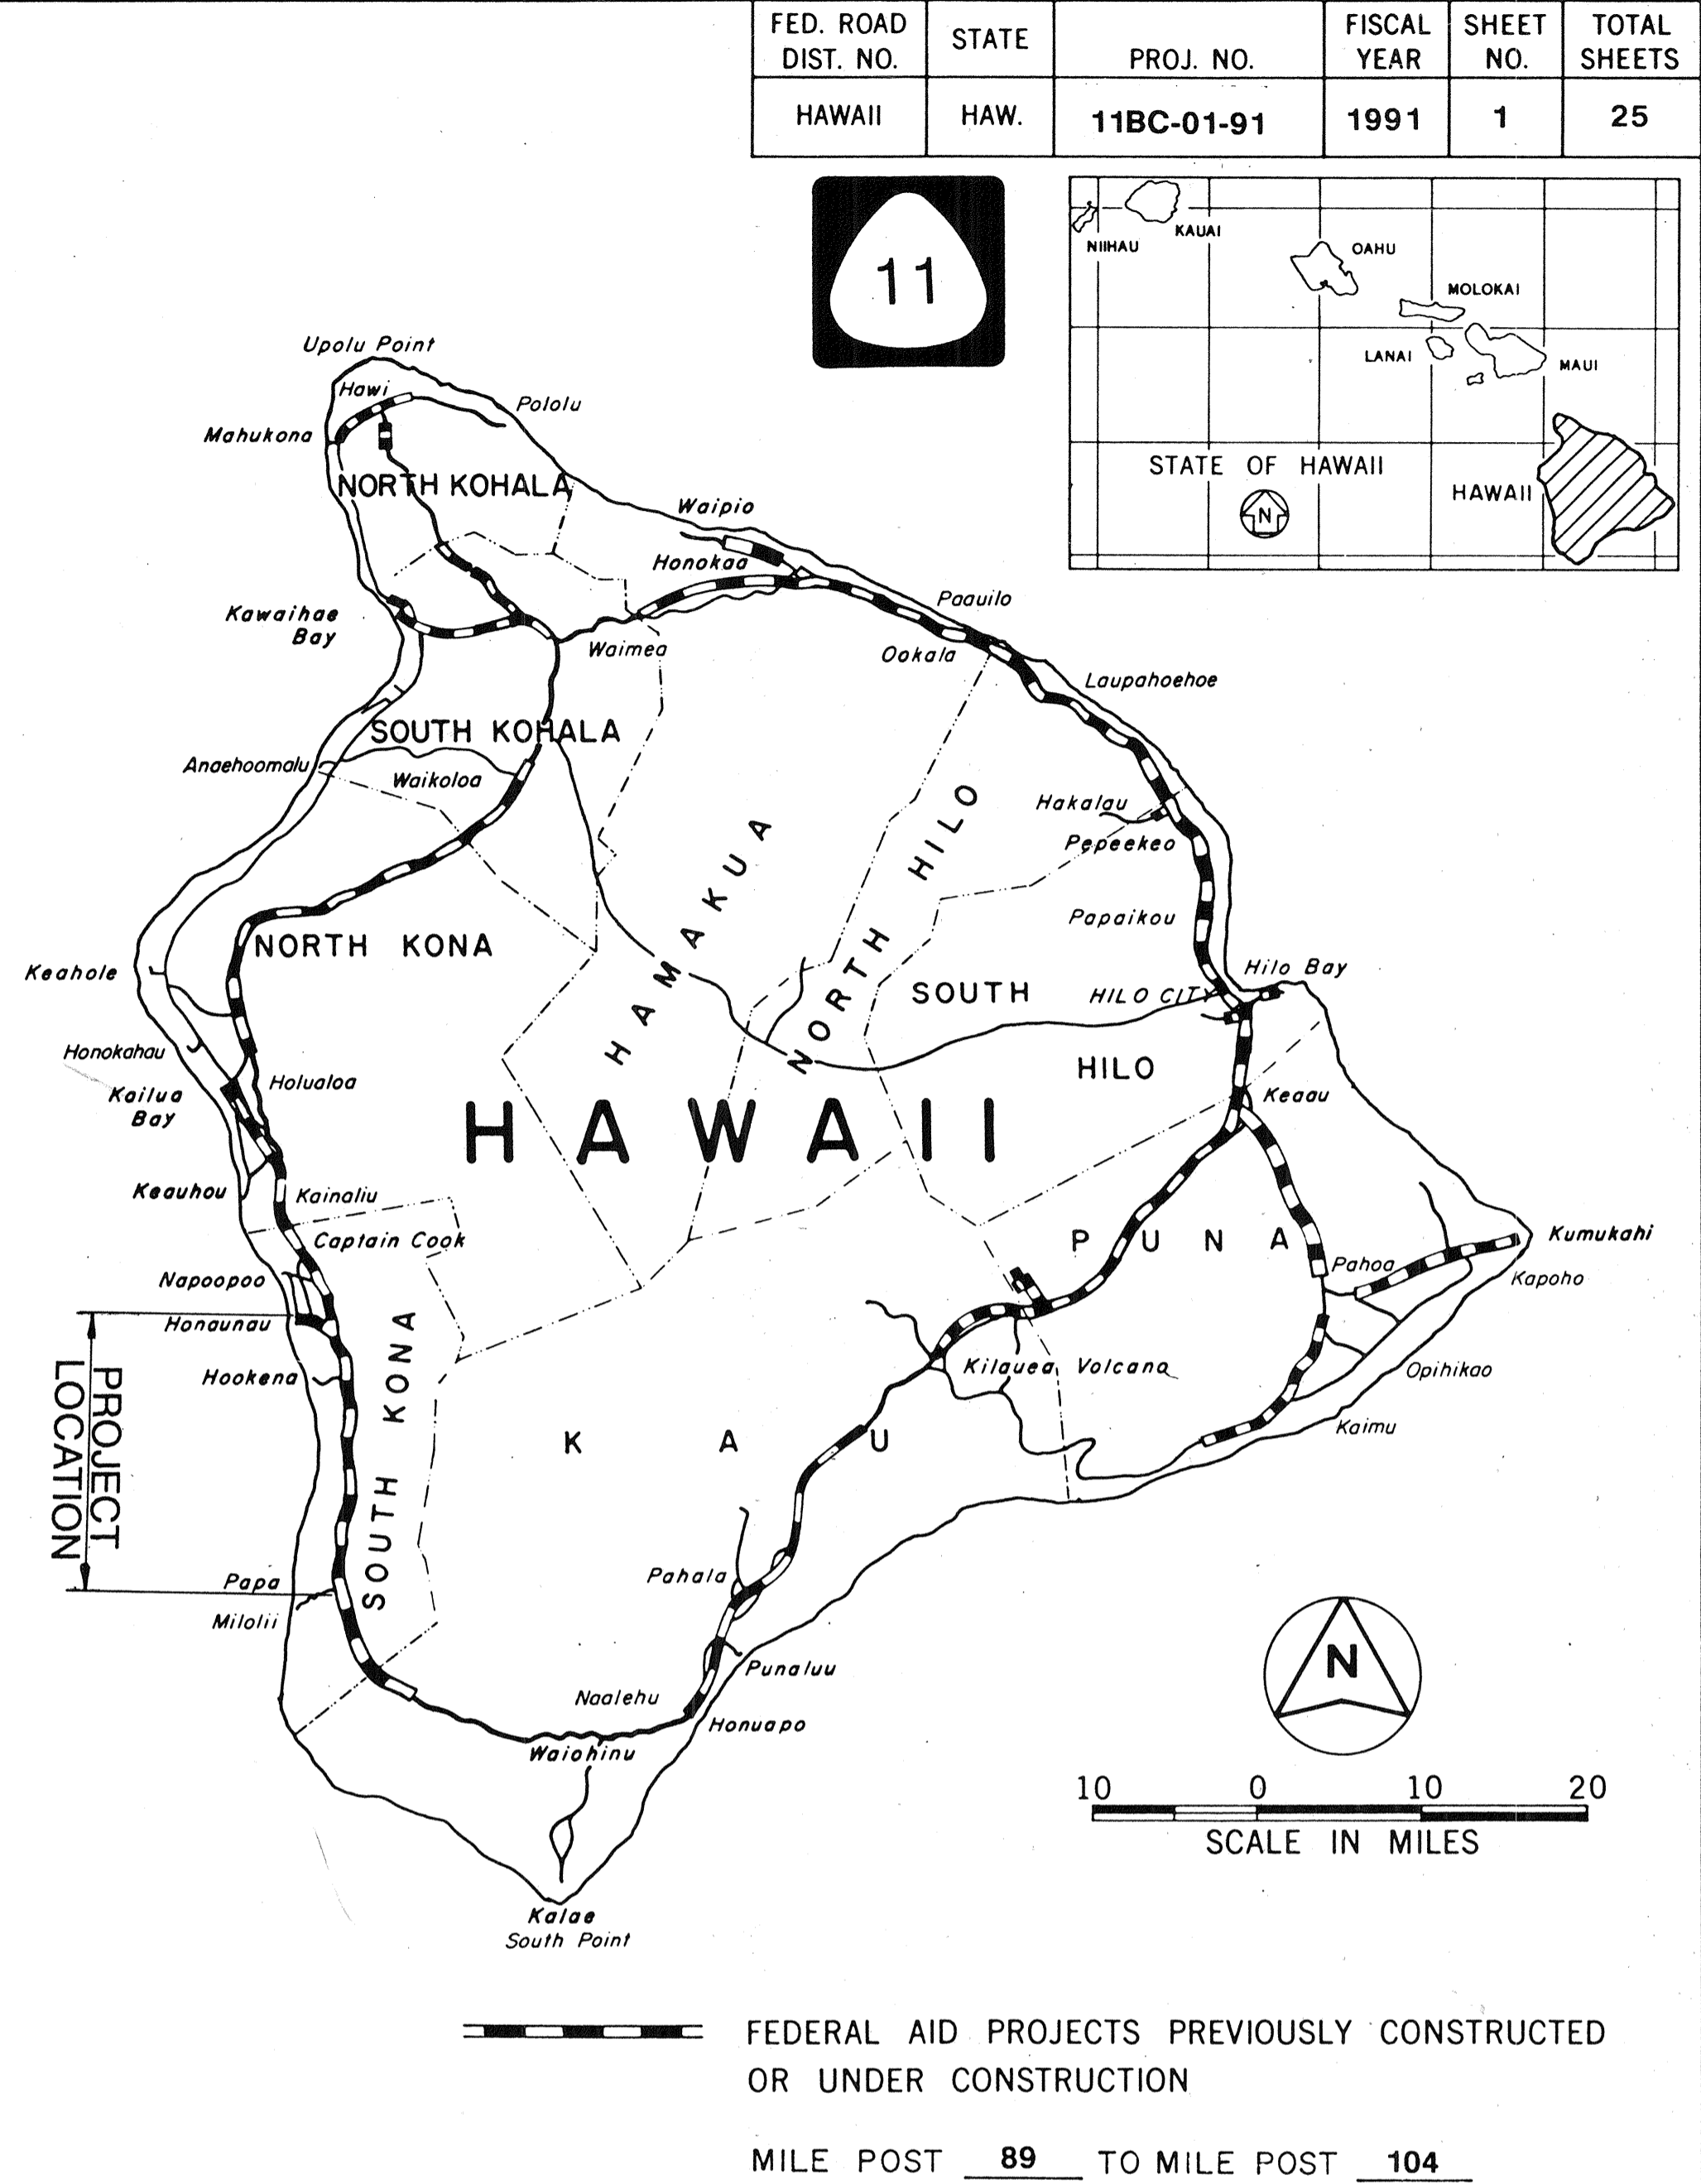 FED. ROAD DIST. NO.
STATE
PROJ. NO.
FISCAL YEAR
SHEET NO.
TOTAL SHEETS
HAWAII
HAW.
11BC-01-91
1991
1
25
11
NIIHAU
KAUAI
OAHU
MOLOKAI
LANAI
MAUI
STATE OF HAWAII
HAWAII
N
Upolu Point
Hawi
Pololu
Mahukona
NORTH KOHALA
Waipio
Honokaa
Kawaihae Bay
Paauilo
Waimea
Ookala
Laupahoehoe
SOUTH KOHALA
Anaehoomalu
Waikoloa
Hakalau
Pepeekeo
HAMAKUA
NORTH HILO
Papaikou
NORTH KONA
Keahole
Hilo Bay
SOUTH
HILO CITY
HILO
Honokahau
Holualoa
Kailua Bay
Keaau
HAWAII
Keauhou
Kainaliu
Captain Cook
PUNA
Kumukahi
Napoopoo
Pahoa
Kapoho
Honaunau
Hookena
Kilauea Volcano
Opihikao
PROJECT LOCATION
SOUTH KONA
Kaimu
KAU
Papa
Pahala
Milolii
Punaluu
Naalehu
Honuapo
Waiohinu
N
10 0 10 20
SCALE IN MILES
Kalae
South Point
FEDERAL AID PROJECTS PREVIOUSLY CONSTRUCTED
OR UNDER CONSTRUCTION
MILE POST 89 TO MILE POST 104